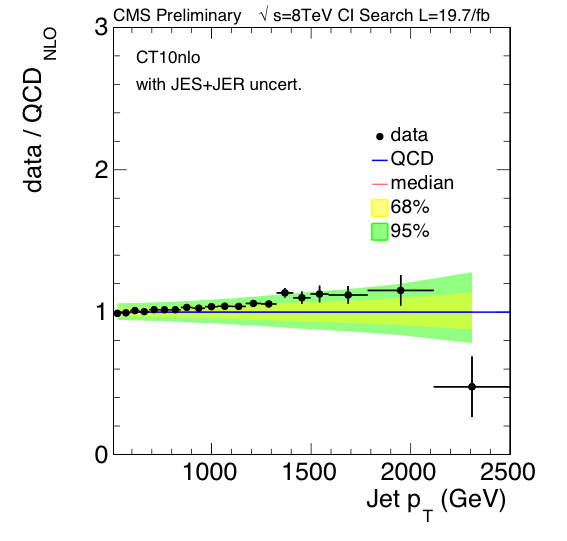 CMS Preliminary √s=8TeV CI Search L=19.7/fb
3
CT10nlo
with JES+JER uncert.
data / QCD NLO
data
2
QCD
median
68%
95%
1
0
1000 1500 2000 2500
Jet p T (GeV)